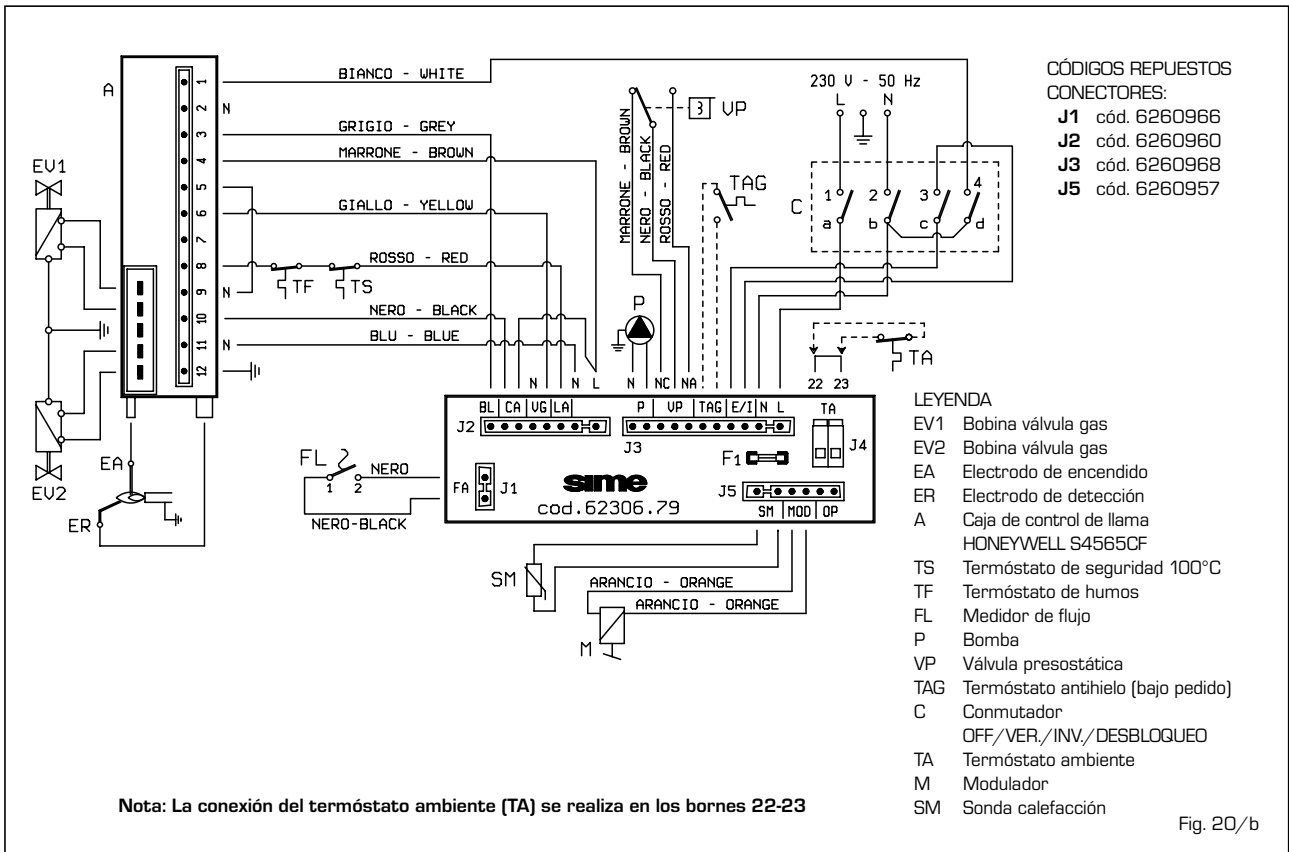 BIANCO - WHITE
A
1
2 N
GRIGIO - GREY
3
MARRONE - BROWN
4
EV1
5
GIALLO - YELLOW
6
7
ROSSO - RED
8
TF TS
9 N
NERO - BLACK
10
BLU - BLUE
11 N
12
EV2
EA
ER
MARRONE - BROWN
NERO - BLACK
ROSSO - RED
VP
TAG
P
230 V - 50 Hz
L N
C
1 2 3 4
a b c d
TA
22 23
N N L
N NC NA
BL CA VG LA
J2
P VP TAG E/I N L
J3
TA
J4
F1
FL
1 2
NERO
NERO-BLACK
FA J1
sime
cod.62306.79
J5
SM MOD OP
SM
ARANCIO - ORANGE
ARANCIO - ORANGE
M
CÓDIGOS REPUESTOS
CONECTORES:
J1 cód. 6260966
J2 cód. 6260960
J3 cód. 6260968
J5 cód. 6260957
LEYENDA
EV1 Bobina válvula gas
EV2 Bobina válvula gas
EA Electrodo de encendido
ER Electrodo de detección
A Caja de control de llama
HONEYWELL S4565CF
TS Termóstato de seguridad 100°C
TF Termóstato de humos
FL Medidor de flujo
P Bomba
VP Válvula presostática
TAG Termóstato antihielo (bajo pedido)
C Conmutador
OFF/VER./INV./DESBLOQUEO
TA Termóstato ambiente
M Modulador
SM Sonda calefacción
Nota: La conexión del termóstato ambiente (TA) se realiza en los bornes 22-23
Fig. 20/b